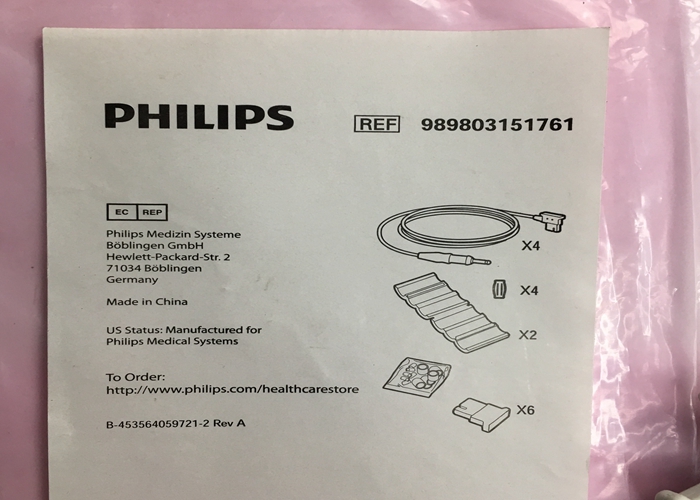 PHILIPS
REF 989803151761
EC REP
Philips Medizin Systeme
Böblingen GmbH
Hewlett-Packard-Str. 2
71034 Böblingen
Germany
Made in China
US Status: Manufactured for
Philips Medical Systems
To Order:
http://www.philips.com/healthcarestore
B-453564059721-2 Rev A
X4
X4
X2
X6